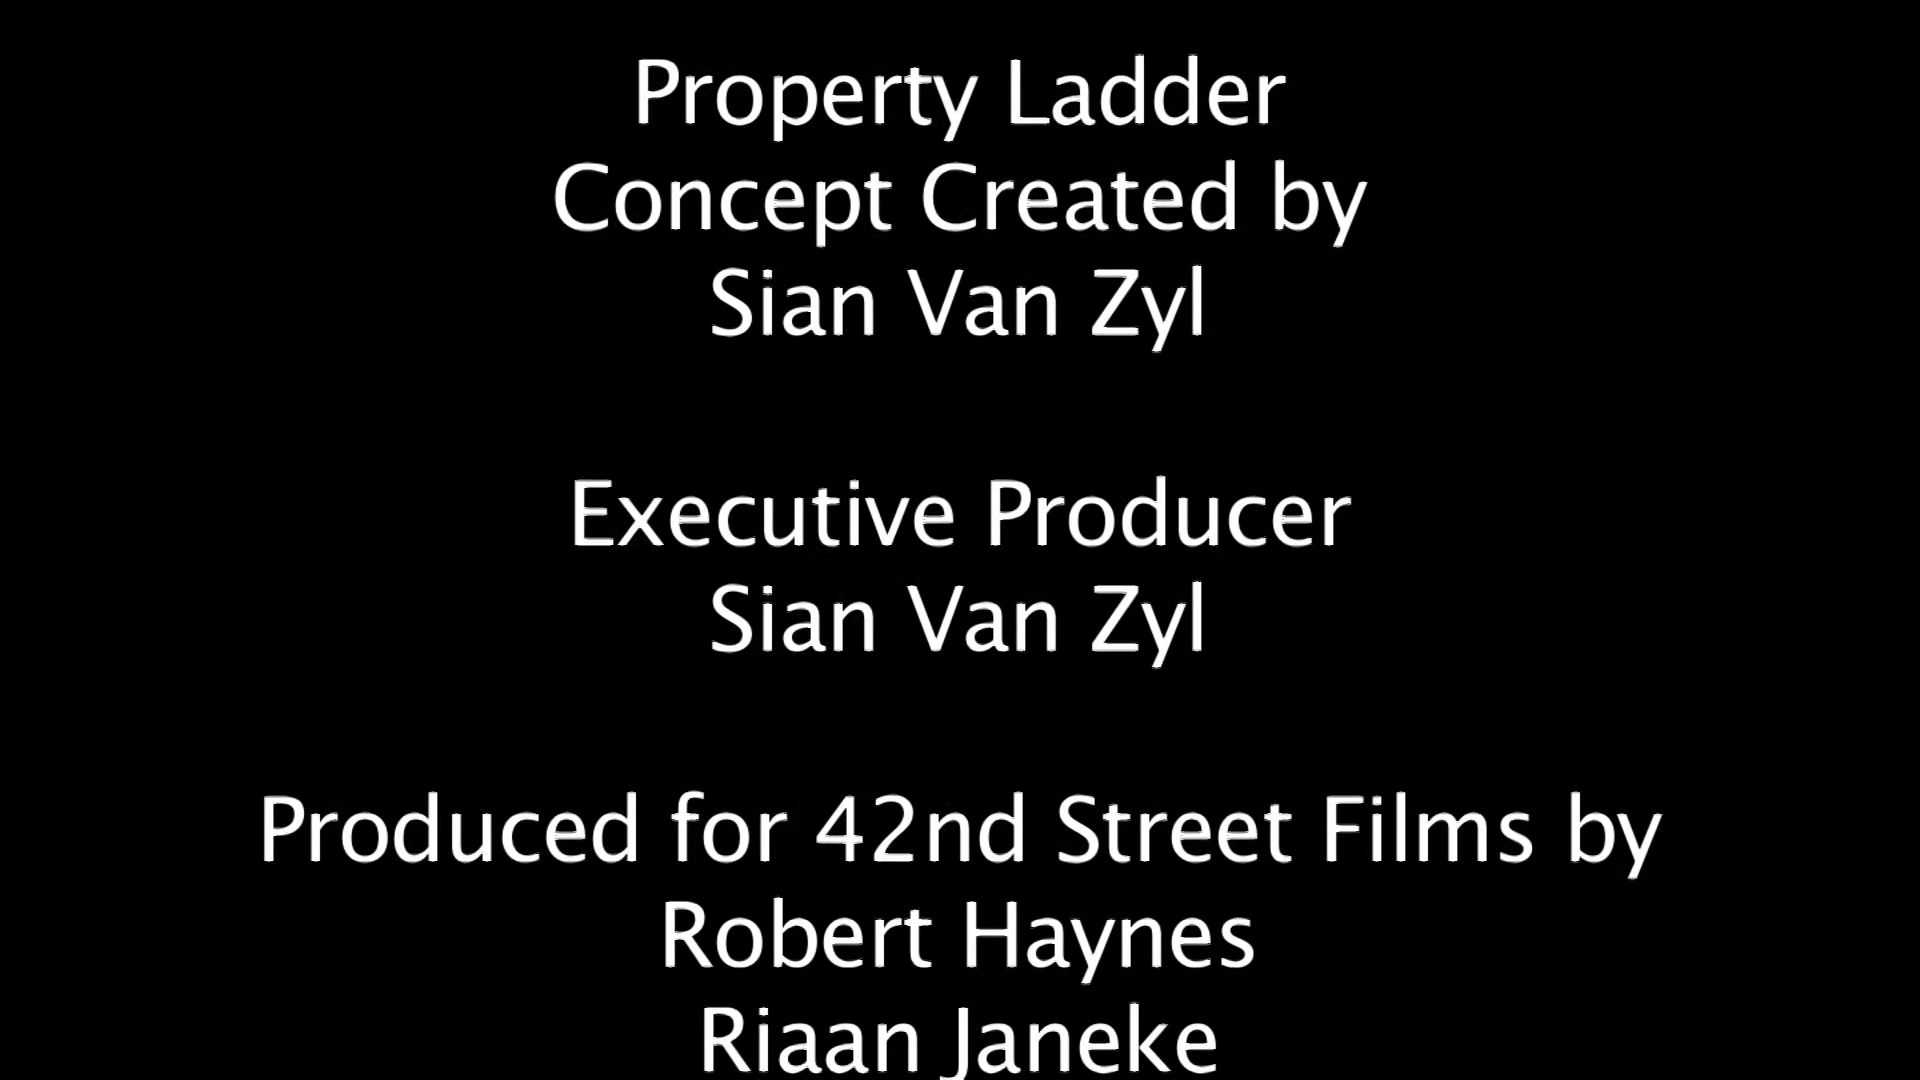 Property Ladder
Concept Created by
Sian Van Zyl
Executive Producer
Sian Van Zyl
Produced for 42nd Street Films by
Robert Haynes
Riaan Janeke